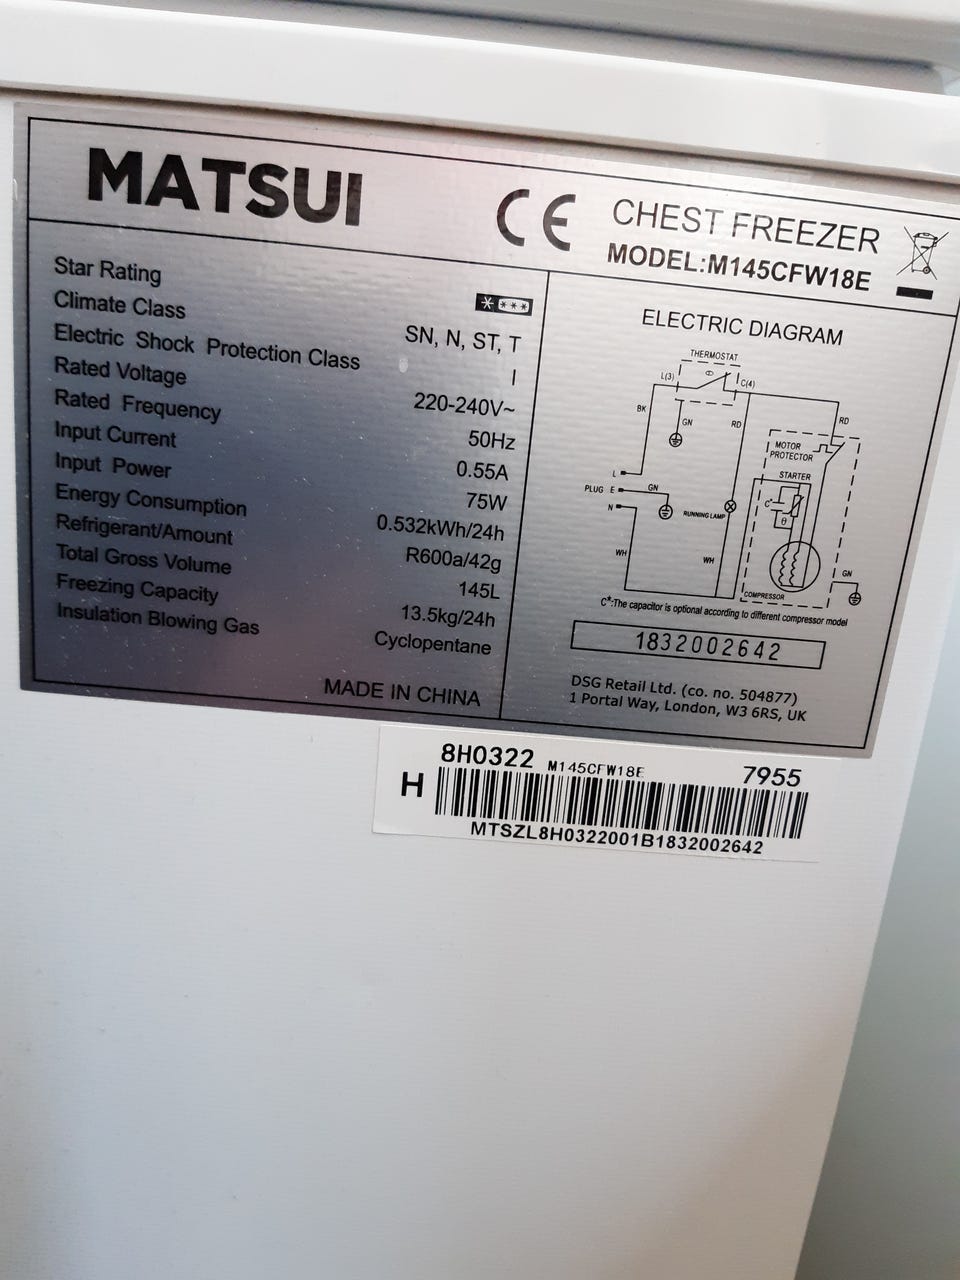 MATSUI
CE
CHEST FREEZER
MODEL:M145CFW18E
Star Rating
Climate Class SN, N, ST, T
Electric Shock Protection Class I
Rated Voltage 220-240V~
Rated Frequency 50Hz
Input Current 0.55A
Input Power 75W
Energy Consumption 0.532kWh/24h
Refrigerant/Amount R600a/42g
Total Gross Volume 145L
Freezing Capacity 13.5kg/24h
Insulation Blowing Gas Cyclopentane
MADE IN CHINA
ELECTRIC DIAGRAM
THERMOSTAT
L(3) C(4)
BK GN RD RD
MOTOR
PROTECTOR
STARTER
C*
θ
L
PLUG E GN
N
RUNNING LAMP
WH WH GN
COMPRESSOR
C*:The capacitor is optional according to different compressor model
1832002642
DSG Retail Ltd. (co. no. 504877)
1 Portal Way, London, W3 6RS, UK
8H0322 M145CFW18E 7955
H
MTSZL8H0322001B1832002642